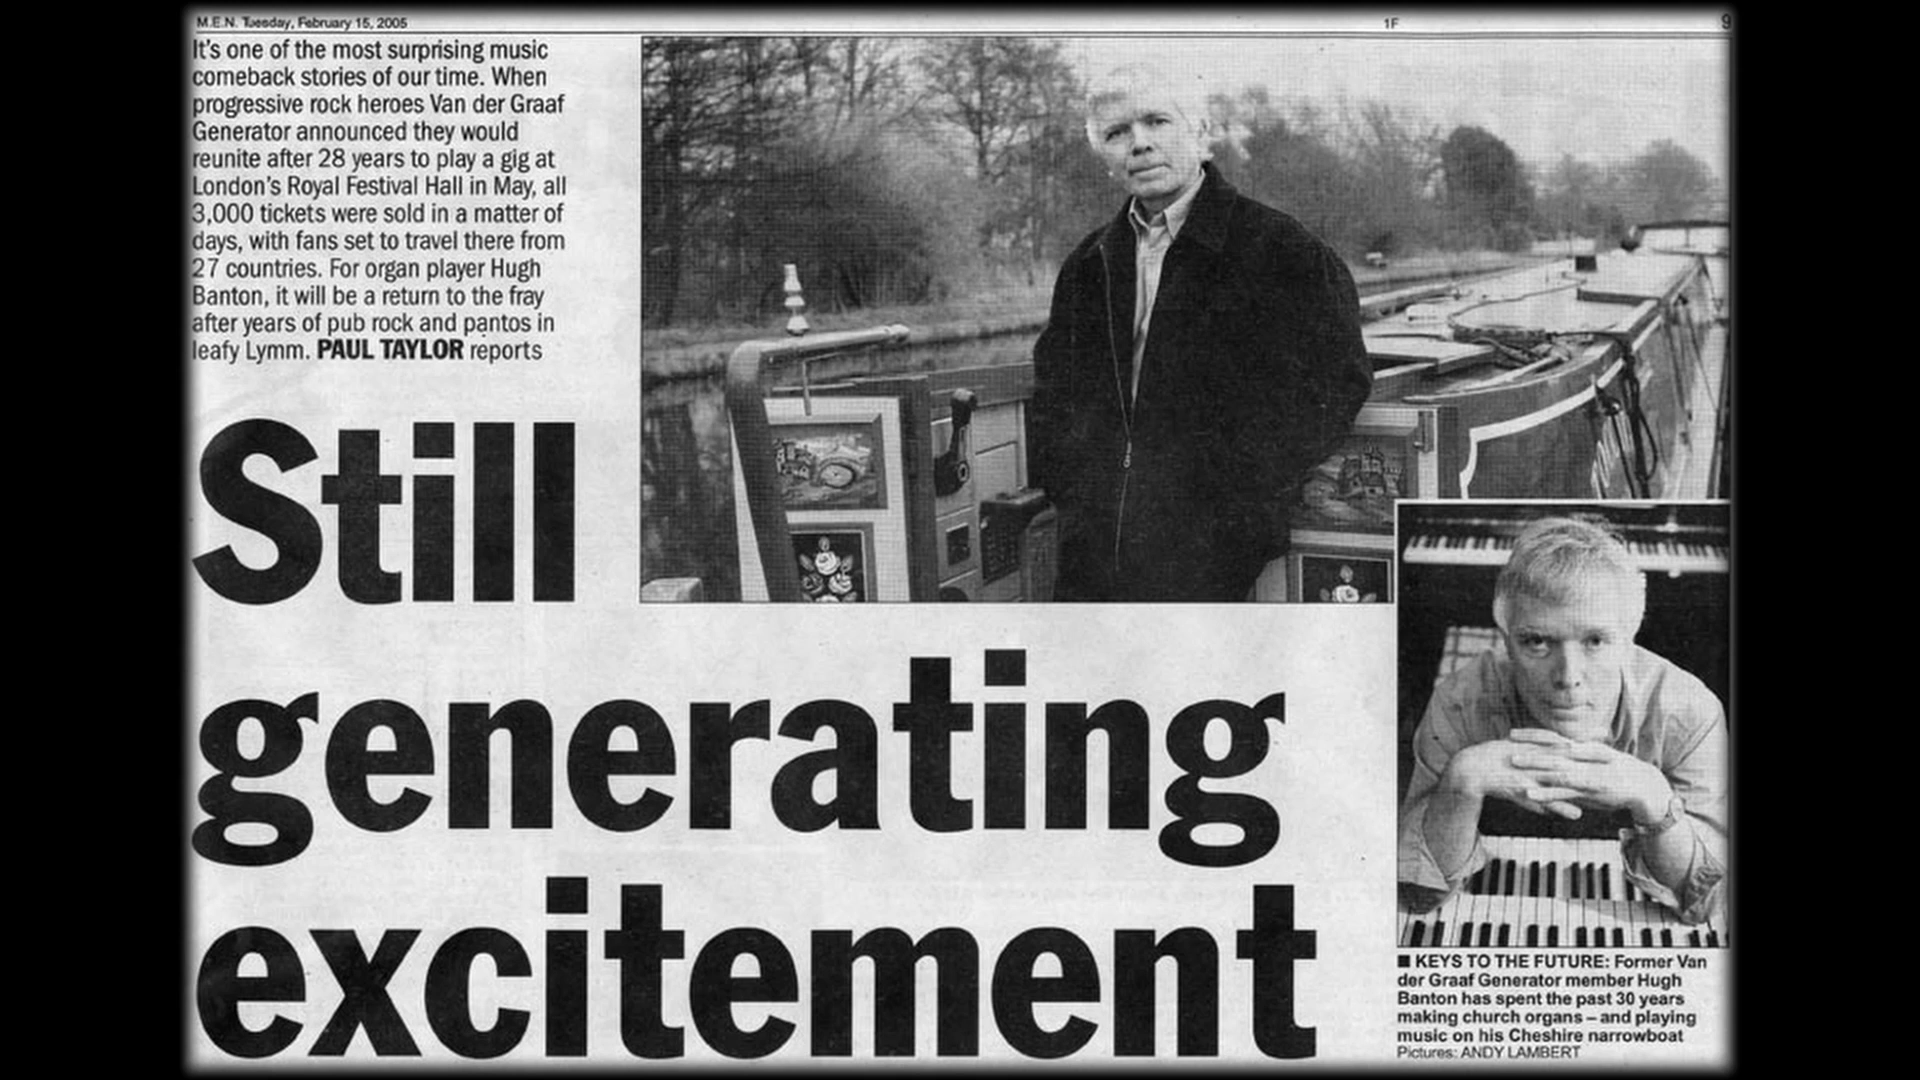 M.E.N. Tuesday, February 15, 2005
1F
9
It's one of the most surprising music
comeback stories of our time. When
progressive rock heroes Van der Graaf
Generator announced they would
reunite after 28 years to play a gig at
London's Royal Festival Hall in May, all
3,000 tickets were sold in a matter of
days, with fans set to travel there from
27 countries. For organ player Hugh
Banton, it will be a return to the fray
after years of pub rock and pantos in
leafy Lymm. PAUL TAYLOR reports
Still
generating
excitement
■ KEYS TO THE FUTURE: Former Van
der Graaf Generator member Hugh
Banton has spent the past 30 years
making church organs – and playing
music on his Cheshire narrowboat
Pictures: ANDY LAMBERT